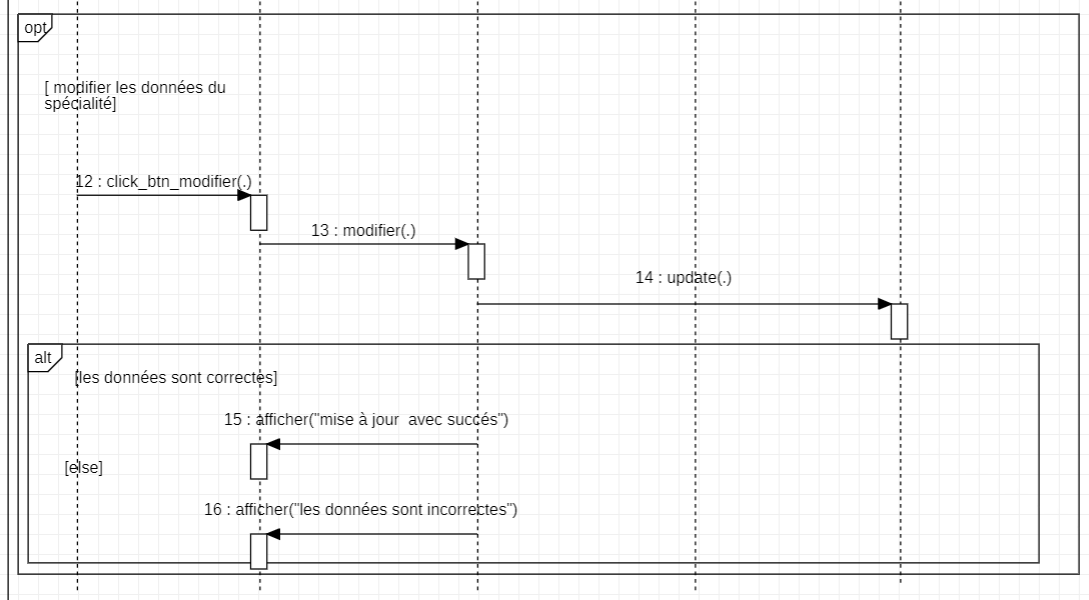 opt
[ modifier les données du
spécialité]
12 : click_btn_modifier(.)
13 : modifier(.)
14 : update(.)
alt
[les données sont correctes]
15 : afficher("mise à jour  avec succés")
[else]
16 : afficher("les données sont incorrectes")